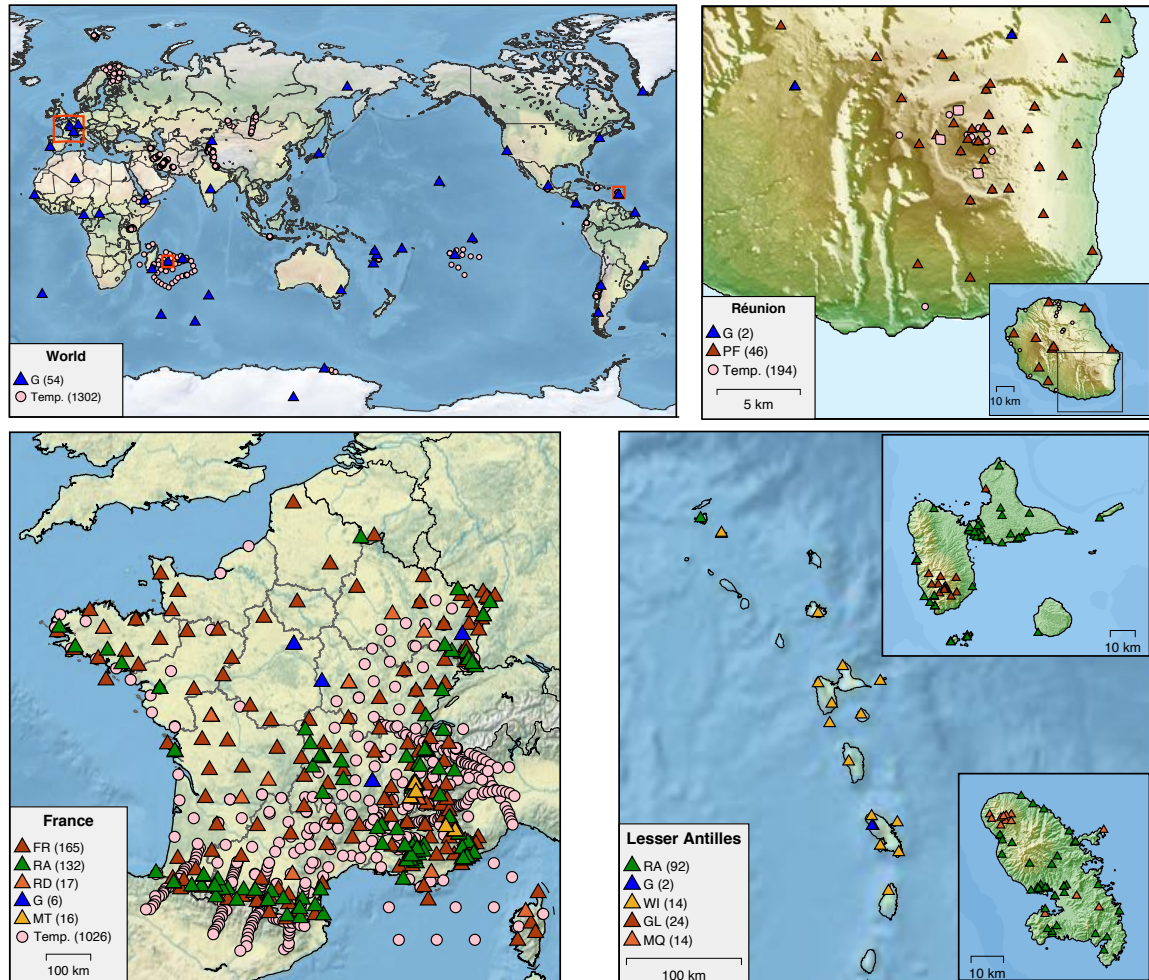 World
G (54)
Temp. (1302)
Réunion
G (2)
PF (46)
Temp. (194)
5 km
10 km
France
FR (165)
RA (132)
RD (17)
G (6)
MT (16)
Temp. (1026)
100 km
Lesser Antilles
RA (92)
G (2)
WI (14)
GL (24)
MQ (14)
100 km
10 km
10 km